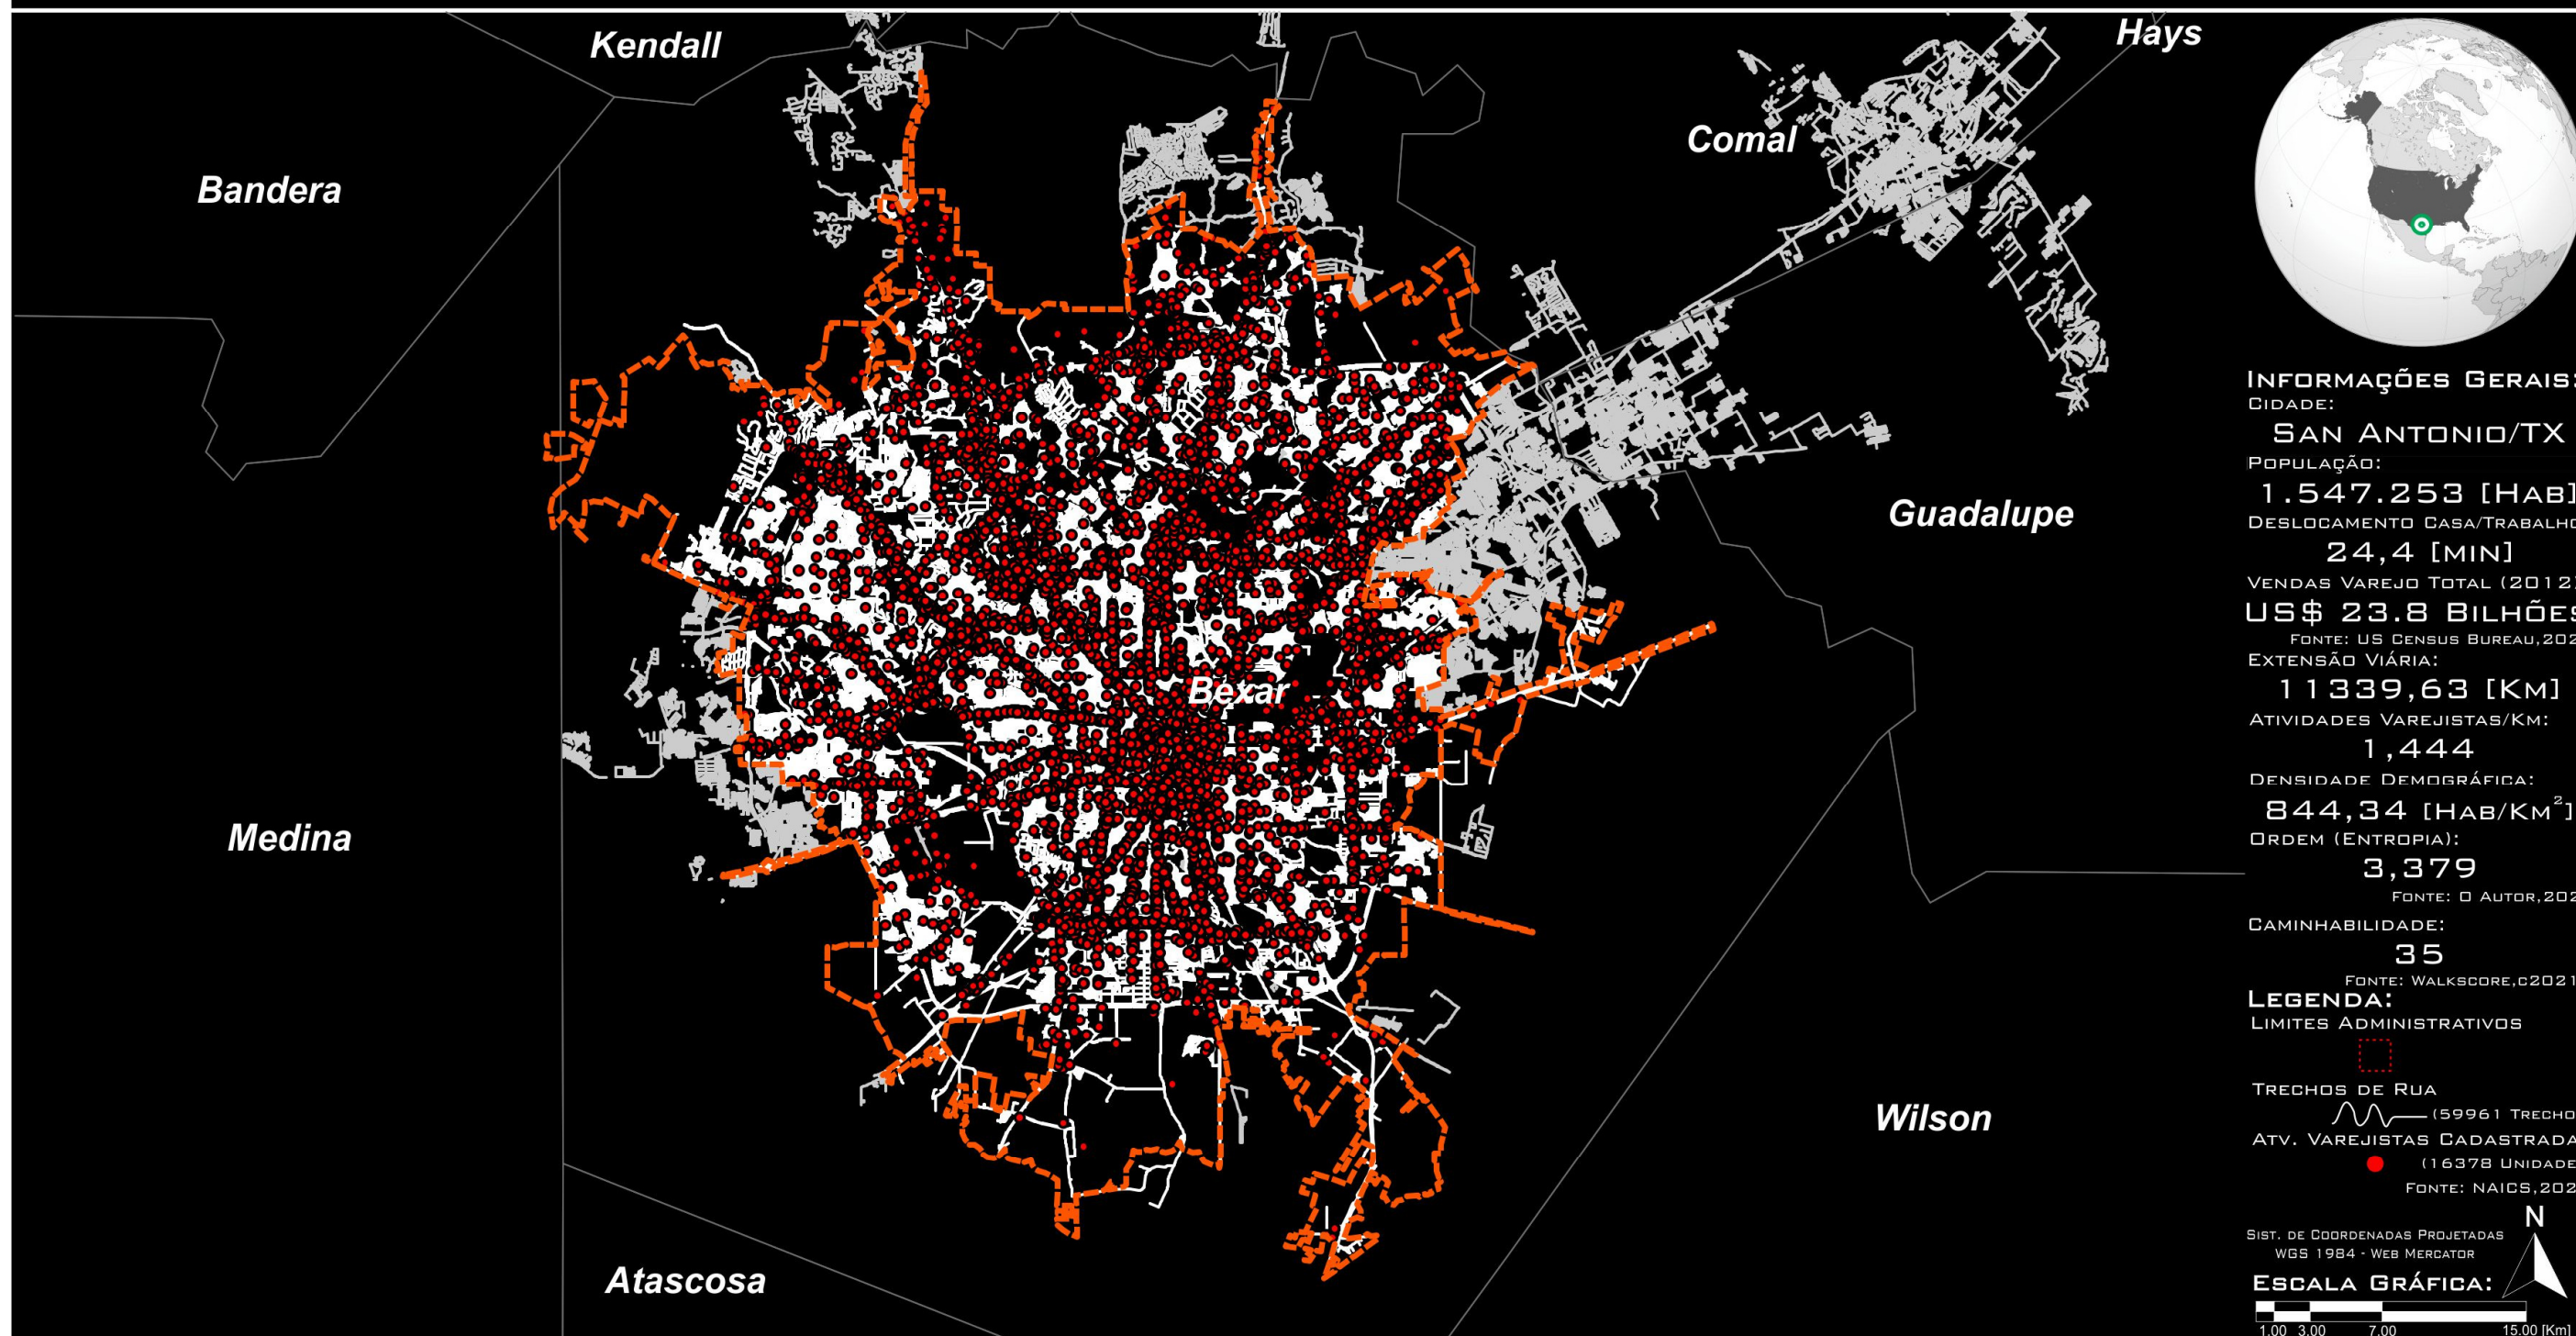 Kendall
Hays
Comal
Bandera
Guadalupe
Bexar
Medina
Wilson
Atascosa
Informações Gerais:
Cidade:
San Antonio/TX
População:
1.547.253 [Hab]
Deslocamento Casa/Trabalho
24,4 [min]
Vendas Varejo Total (2012)
US$ 23.8 Bilhões
Fonte: US Census Bureau,202
Extensão Viária:
11339,63 [Km]
Atividades Varejistas/Km:
1,444
Densidade Demográfica:
844,34 [Hab/Km²]
Ordem (Entropia):
3,379
Fonte: O Autor,202
Caminhabilidade:
35
Fonte: Walkscore,c2021
Legenda:
Limites Administrativos
Trechos de Rua
(59961 Trecho
Atv. Varejistas Cadastrada
(16378 Unidade
Fonte: NAICS,202
N
Sist. de Coordenadas Projetadas
WGS 1984 - Web Mercator
Escala Gráfica:
1,00 3,00 7,00 15,00 [Km]